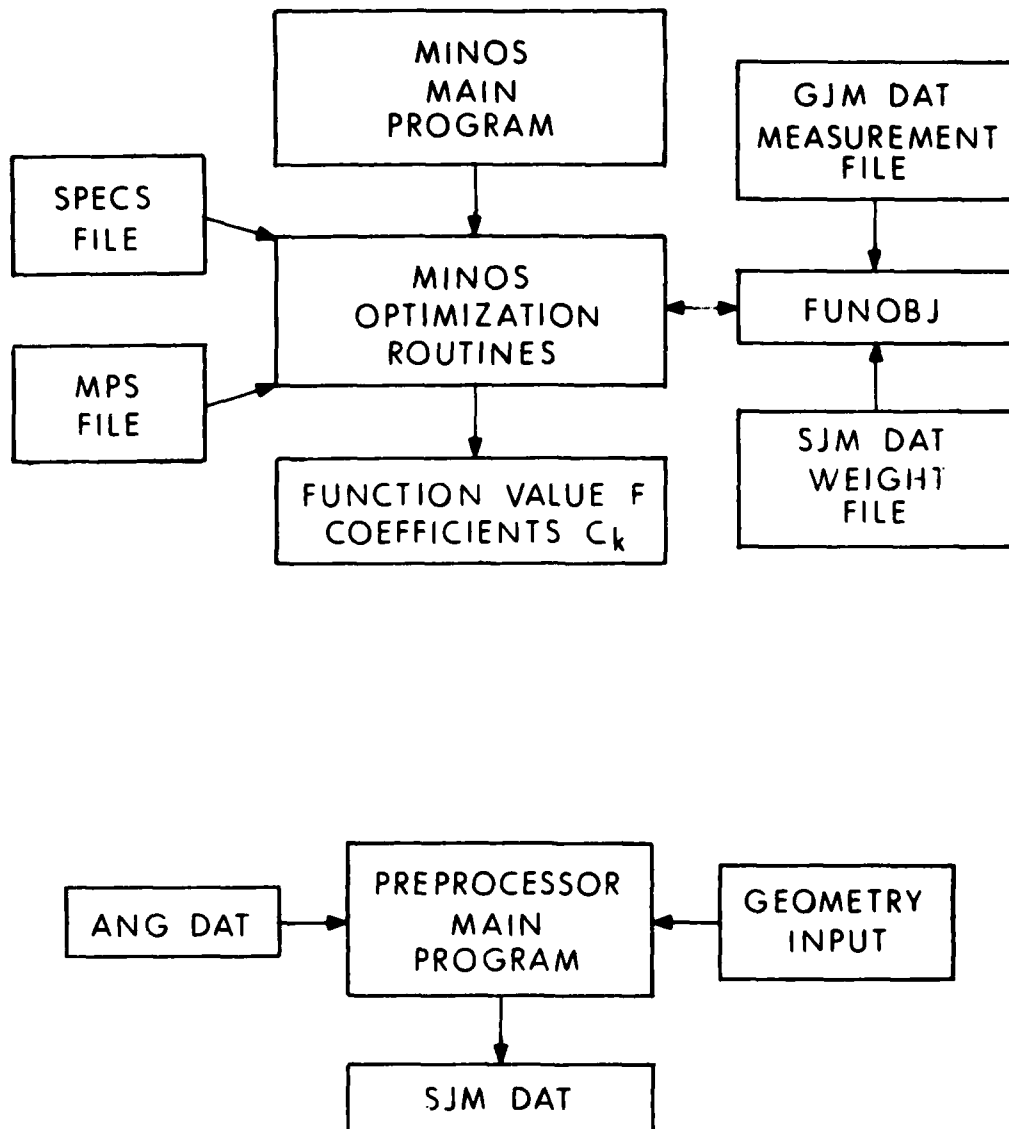 MINOS
MAIN
PROGRAM
GJM DAT
MEASUREMENT
FILE
SPECS
FILE
MINOS
OPTIMIZATION
ROUTINES
FUNOBJ
MPS
FILE
SJM DAT
WEIGHT
FILE
FUNCTION VALUE F
COEFFICIENTS Ck
PREPROCESSOR
MAIN
PROGRAM
ANG DAT
GEOMETRY
INPUT
SJM DAT